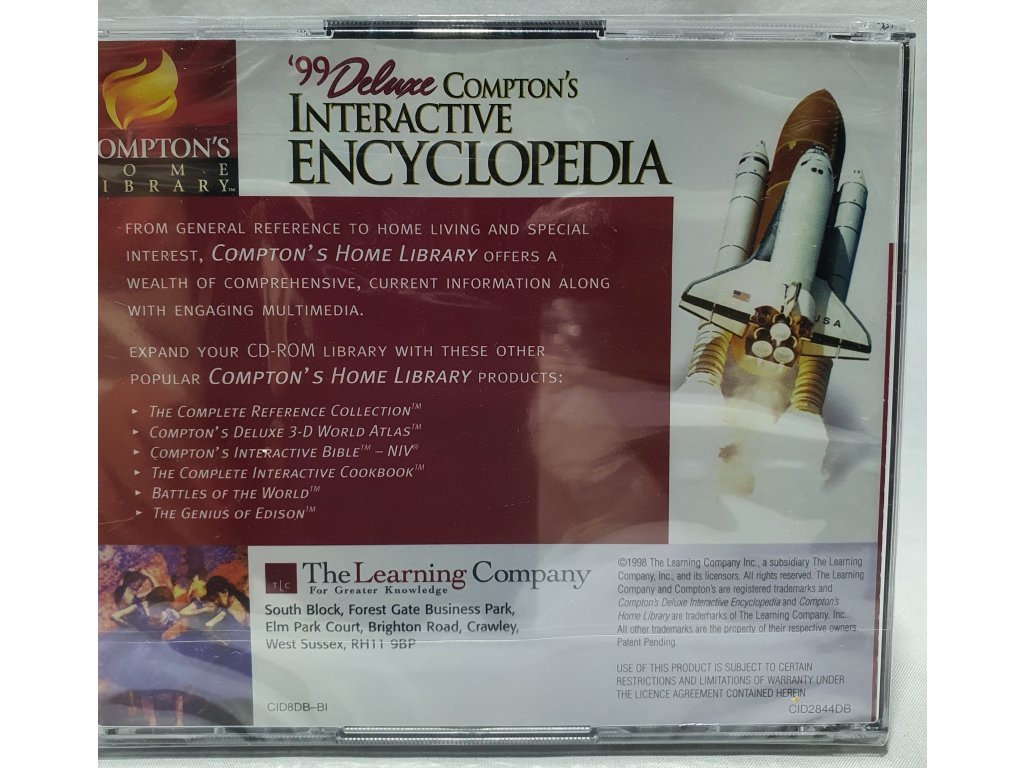 '99 Deluxe COMPTON'S
INTERACTIVE
ENCYCLOPEDIA
OMPTON'S
OME
IBRARY™
FROM GENERAL REFERENCE TO HOME LIVING AND SPECIAL
INTEREST, COMPTON'S HOME LIBRARY OFFERS A
WEALTH OF COMPREHENSIVE, CURRENT INFORMATION ALONG
WITH ENGAGING MULTIMEDIA.
EXPAND YOUR CD-ROM LIBRARY WITH THESE OTHER
POPULAR COMPTON'S HOME LIBRARY PRODUCTS:
▸ THE COMPLETE REFERENCE COLLECTION™
▸ COMPTON'S DELUXE 3-D WORLD ATLAS™
▸ COMPTON'S INTERACTIVE BIBLE™ – NIV®
▸ THE COMPLETE INTERACTIVE COOKBOOK™
▸ BATTLES OF THE WORLD™
▸ THE GENIUS OF EDISON™
USA
T|C The Learning Company
For Greater Knowledge
South Block, Forest Gate Business Park,
Elm Park Court, Brighton Road, Crawley,
West Sussex, RH11 9BP
CID8DB–BI
©1998 The Learning Company Inc., a subsidiary The Learning
Company, Inc., and its licensors. All rights reserved. The Learning
Company and Compton's are registered trademarks and
Compton's Deluxe Interactive Encyclopedia and Compton's
Home Library are trademarks of The Learning Company, Inc.
All other trademarks are the property of their respective owners.
Patent Pending.
USE OF THIS PRODUCT IS SUBJECT TO CERTAIN
RESTRICTIONS AND LIMITATIONS OF WARRANTY UNDER
THE LICENCE AGREEMENT CONTAINED HEREIN
CID2844DB